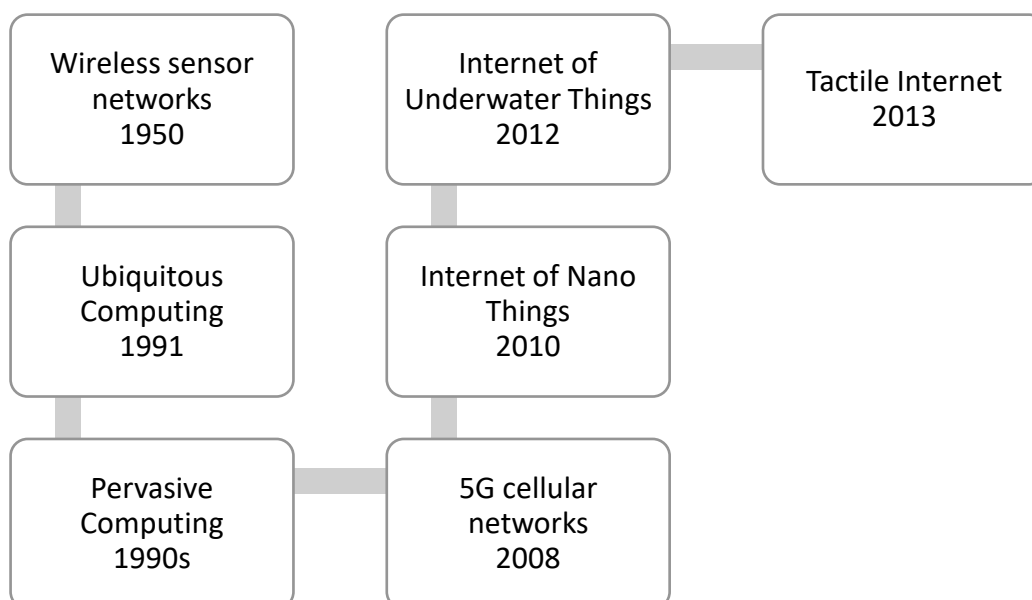 Wireless sensor
networks
1950
Ubiquitous
Computing
1991
Pervasive
Computing
1990s
5G cellular
networks
2008
Internet of Nano
Things
2010
Internet of
Underwater Things
2012
Tactile Internet
2013